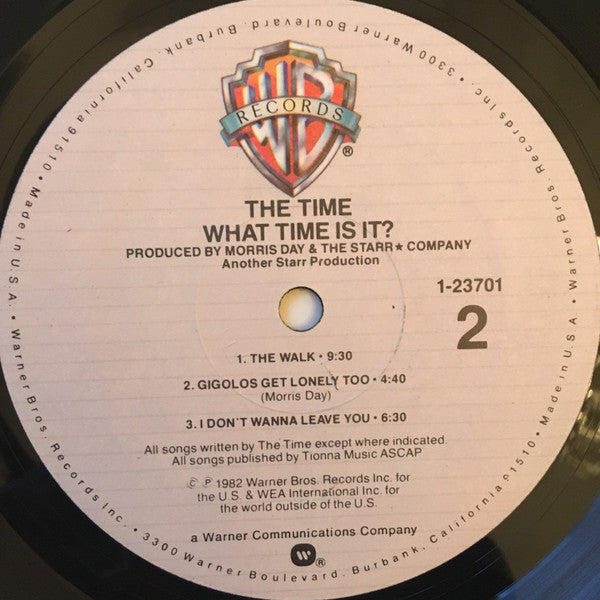 WB
RECORDS
®
THE TIME
WHAT TIME IS IT?
PRODUCED BY MORRIS DAY & THE STARR★ COMPANY
Another Starr Production
1-23701
2
1. THE WALK • 9:30
2. GIGOLOS GET LONELY TOO • 4:40
(Morris Day)
3. I DON'T WANNA LEAVE YOU • 6:30
All songs written by The Time except where indicated.
All songs published by Tionna Music ASCAP
© ℗ 1982 Warner Bros. Records Inc. for
the U.S. & WEA International Inc. for
the world outside of the U.S.
a Warner Communications Company
®
Warner Bros. Records Inc. • 3300 Warner Boulevard, Burbank, California 91510 • Made in U.S.A. • Warner Bros. Records Inc. • 3300 Warner Boulevard, Burbank, California 91510 • Made in U.S.A. •